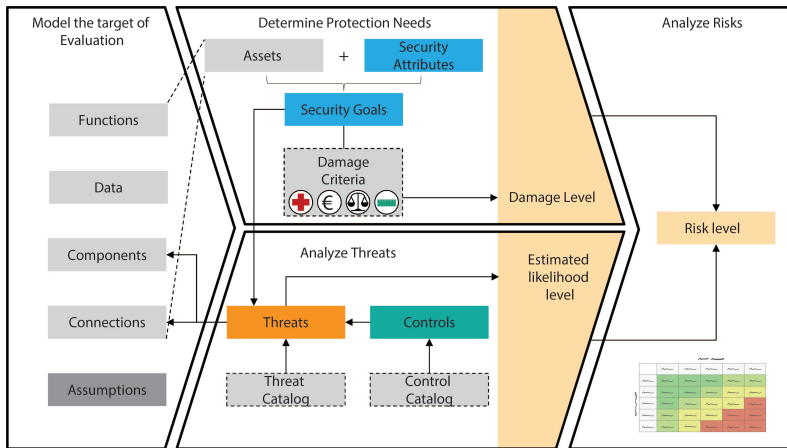 Model the target of
Evaluation
Functions
Data
Components
Connections
Assumptions
Determine Protection Needs
Assets
+
Security
Attributes
Security Goals
Damage
Criteria
€
Damage Level
Analyze Threats
Estimated
likelihood
level
Threats
Controls
Threat
Catalog
Control
Catalog
Analyze Risks
Risk level